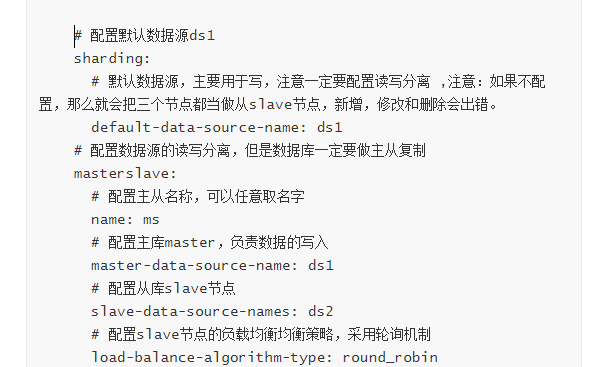 # 配置默认数据源ds1
sharding:
# 默认数据源，主要用于写，注意一定要配置读写分离 ,注意：如果不配
置，那么就会把三个节点都当做从slave节点，新增，修改和删除会出错。
default-data-source-name: ds1
# 配置数据源的读写分离，但是数据库一定要做主从复制
masterslave:
# 配置主从名称，可以任意取名字
name: ms
# 配置主库master，负责数据的写入
master-data-source-name: ds1
# 配置从库slave节点
slave-data-source-names: ds2
# 配置slave节点的负载均衡均衡策略，采用轮询机制
load-balance-algorithm-type: round_robin